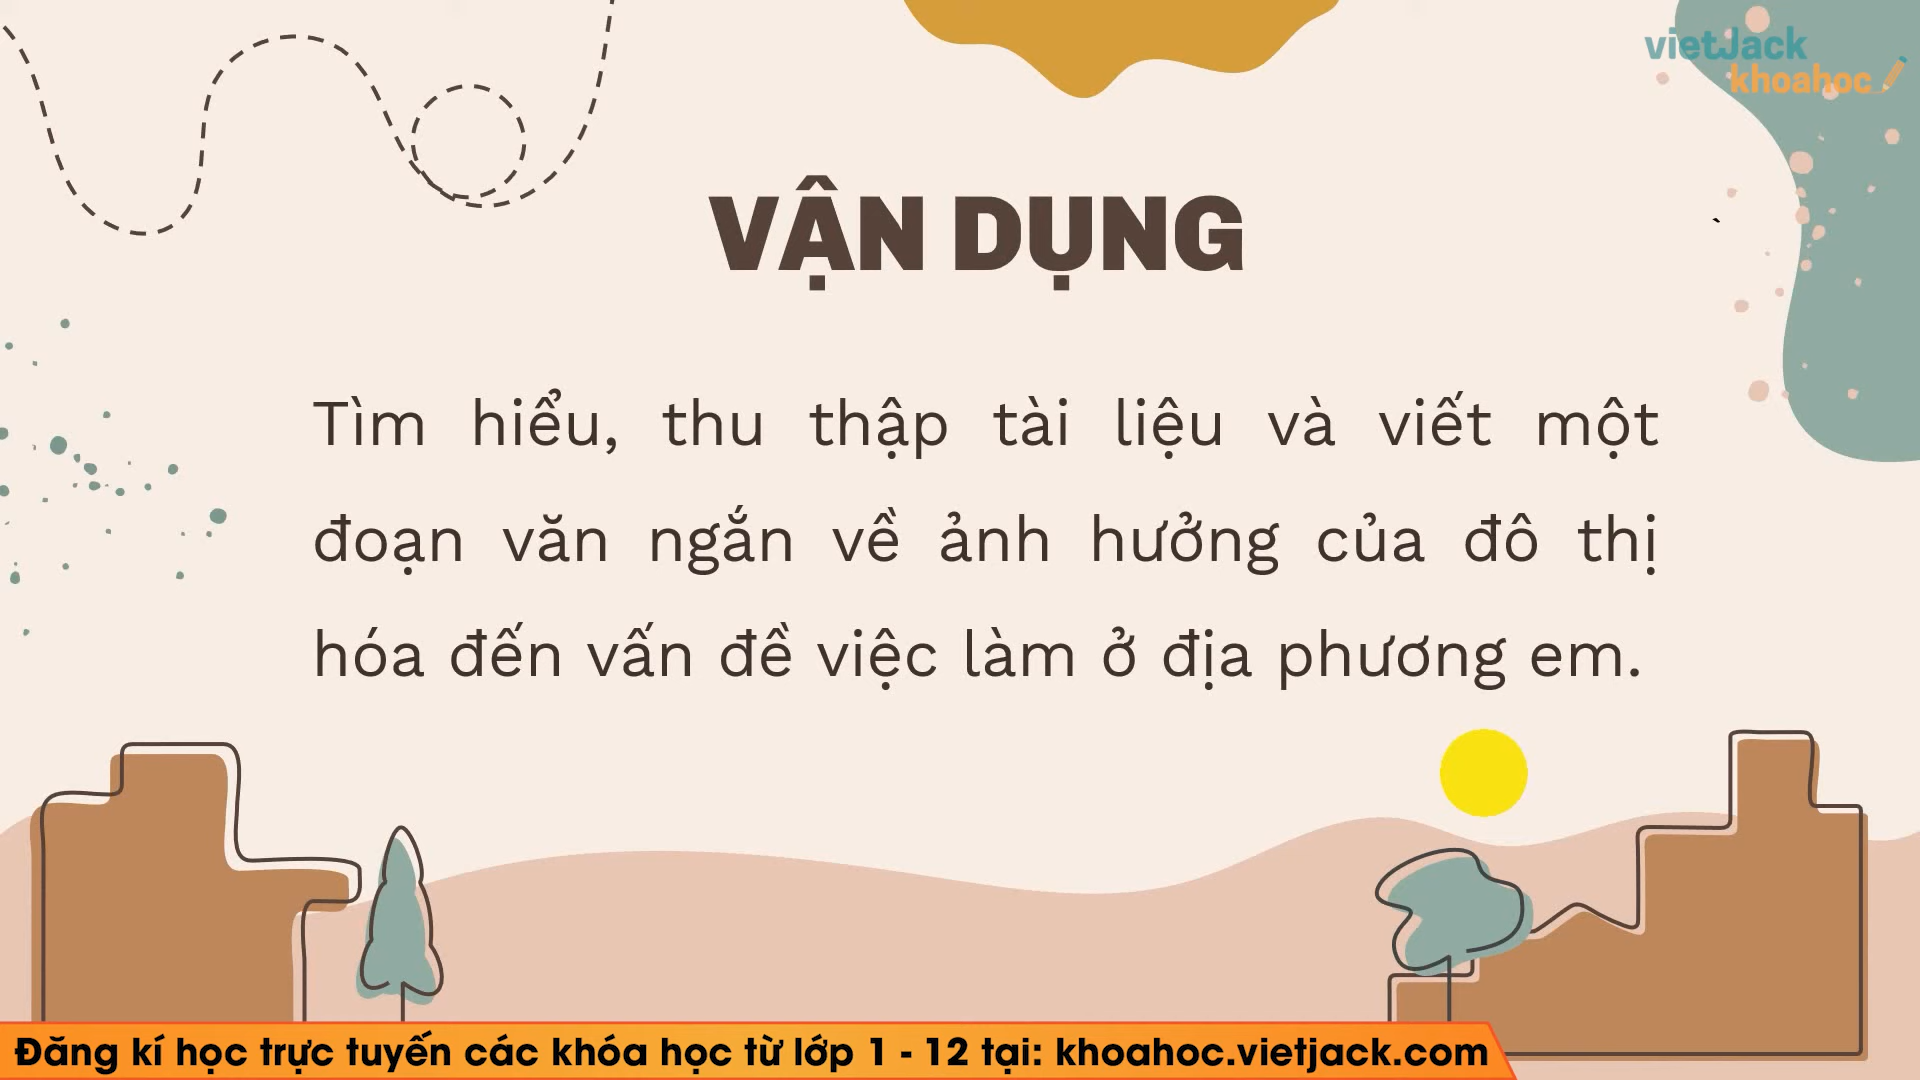 vietJack
khoahoc
VẬN DỤNG
Tìm hiểu, thu thập tài liệu và viết một
đoạn văn ngắn về ảnh hưởng của đô thị
hóa đến vấn đề việc làm ở địa phương em.
Đăng kí học trực tuyến các khóa học từ lớp 1 - 12 tại: khoahoc.vietjack.com